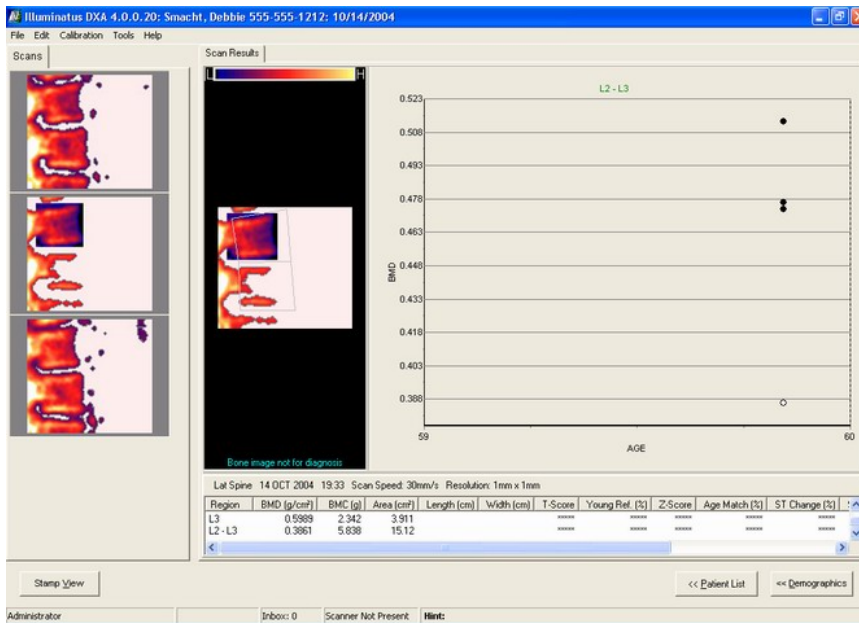 Illuminatus DXA 4.0.0.20: Smacht, Debbie 555-555-1212: 10/14/2004
File Edit Calibration Tools Help
Scans
Scan Results
L H
L2 - L3
0.523
0.508
0.493
0.478
0.463
0.448
0.433
0.418
0.403
0.388
BMD
59 60
AGE
Bone image not for diagnosis
Lat Spine 14 OCT 2004 19:33 Scan Speed: 30mm/s Resolution: 1mm x 1mm
Region BMD (g/cm²) BMC (g) Area (cm²) Length (cm) Width (cm) T-Score Young Ref. (%) Z-Score Age Match (%) ST Change (%)
L3 0.5989 2.342 3.911 ***** ***** ***** *****
L2 - L3 0.3861 5.838 15.12 ***** ***** ***** *****
Stamp View
<< Patient List
<< Demographics
Administrator Inbox: 0 Scanner Not Present Hint: